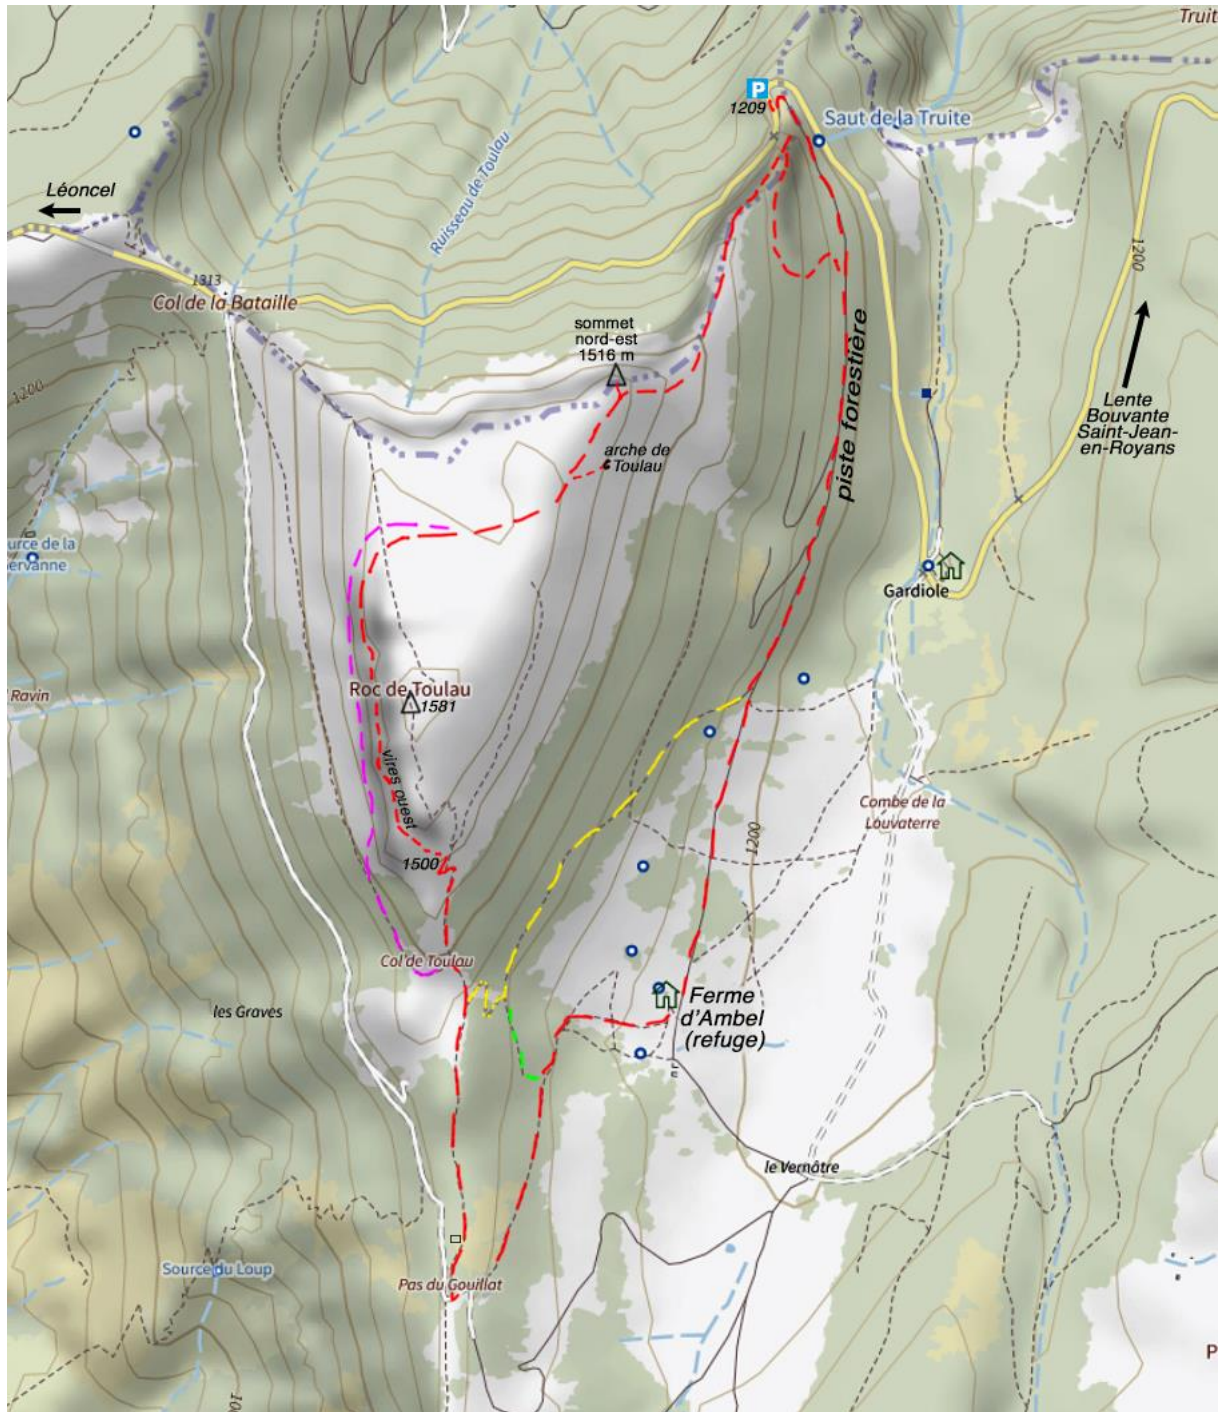 Truit
P
1209
Saut de la Truite
Léoncel
Ruisseau de Toulau
1200
1313
Col de la Bataille
sommet
nord-est
1516 m
1200
piste forestière
Lente
Bouvante
Saint-Jean-
en-Royans
arche de
Toulau
urce de la
ervanne
Gardiole
Ravin
Roc de Toulau
1581
vires ouest
Combe de la
Louvaterre
1200
1500
Col de Toulau
les Graves
Ferme
d'Ambel
(refuge)
le Vernâtre
Source du Loup
Pas du Gouillat
P